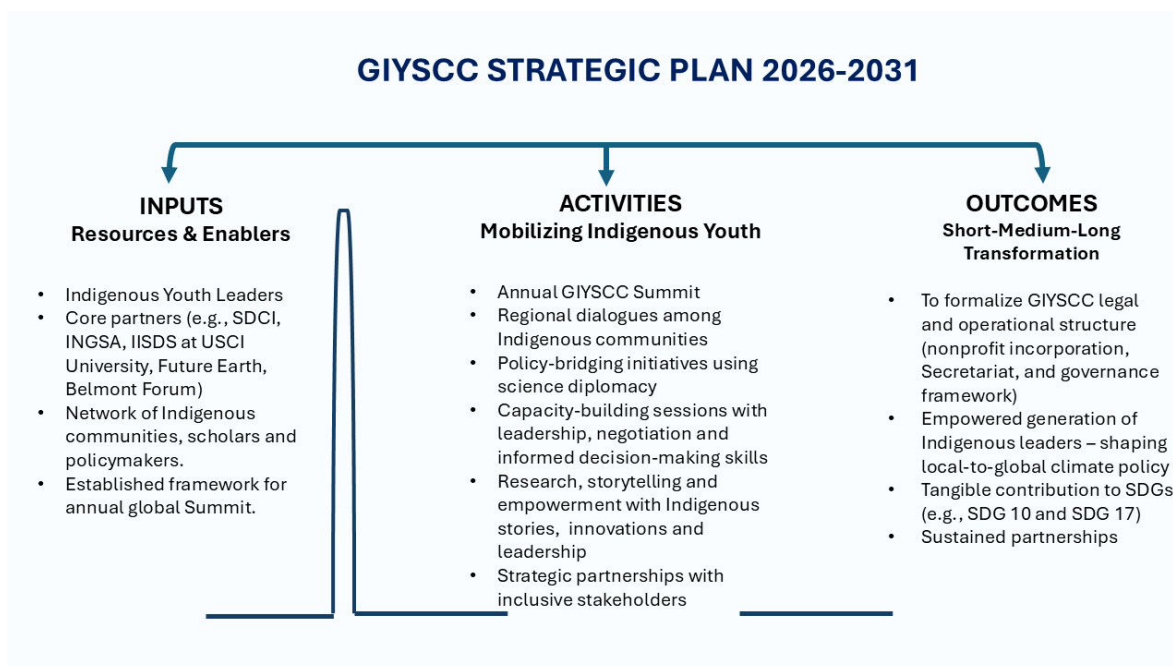 GIYSCC STRATEGIC PLAN 2026-2031
INPUTS
Resources & Enablers
• Indigenous Youth Leaders
• Core partners (e.g., SDCI,
INGSA, IISDS at USCI
University, Future Earth,
Belmont Forum)
• Network of Indigenous
communities, scholars and
policymakers.
• Established framework for
annual global Summit.
ACTIVITIES
Mobilizing Indigenous Youth
• Annual GIYSCC Summit
• Regional dialogues among
Indigenous communities
• Policy-bridging initiatives using
science diplomacy
• Capacity-building sessions with
leadership, negotiation and
informed decision-making skills
• Research, storytelling and
empowerment with Indigenous
stories, innovations and
leadership
• Strategic partnerships with
inclusive stakeholders
OUTCOMES
Short-Medium-Long
Transformation
• To formalize GIYSCC legal
and operational structure
(nonprofit incorporation,
Secretariat, and governance
framework)
• Empowered generation of
Indigenous leaders – shaping
local-to-global climate policy
• Tangible contribution to SDGs
(e.g., SDG 10 and SDG 17)
• Sustained partnerships